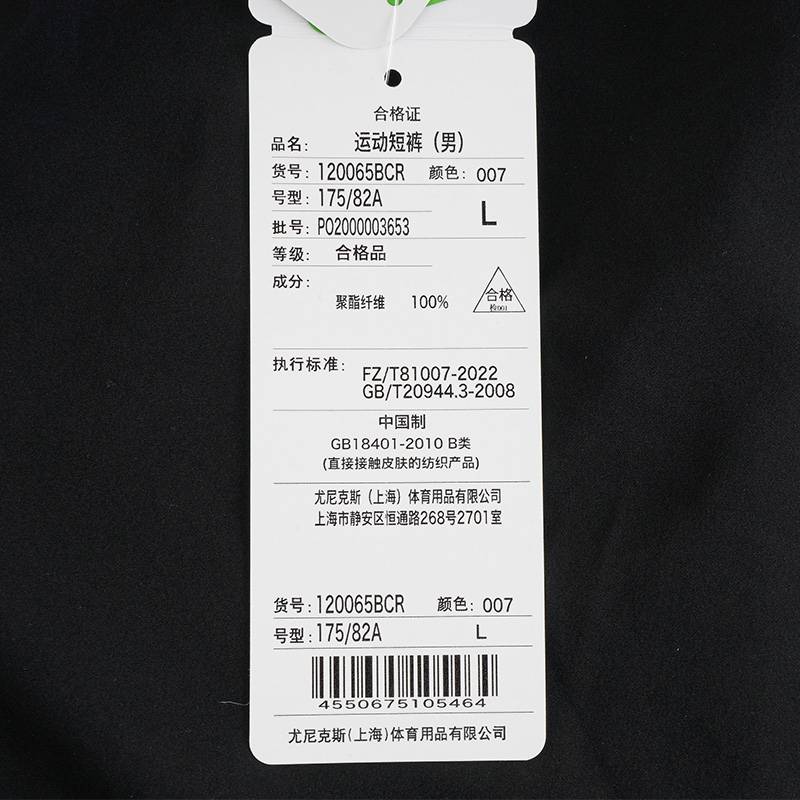 合格证
品名： 运动短裤（男）
货号：120065BCR 颜色：007
号型：175/82A L
批号：PO2000003653
等级： 合格品
成分：
聚酯纤维 100%
合格
检001
执行标准：
FZ/T81007-2022
GB/T20944.3-2008
中国制
GB18401-2010 B类
(直接接触皮肤的纺织产品)
尤尼克斯（上海）体育用品有限公司
上海市静安区恒通路268号2701室
货号：120065BCR 颜色：007
号型：175/82A L
4550675105464
尤尼克斯(上海)体育用品有限公司